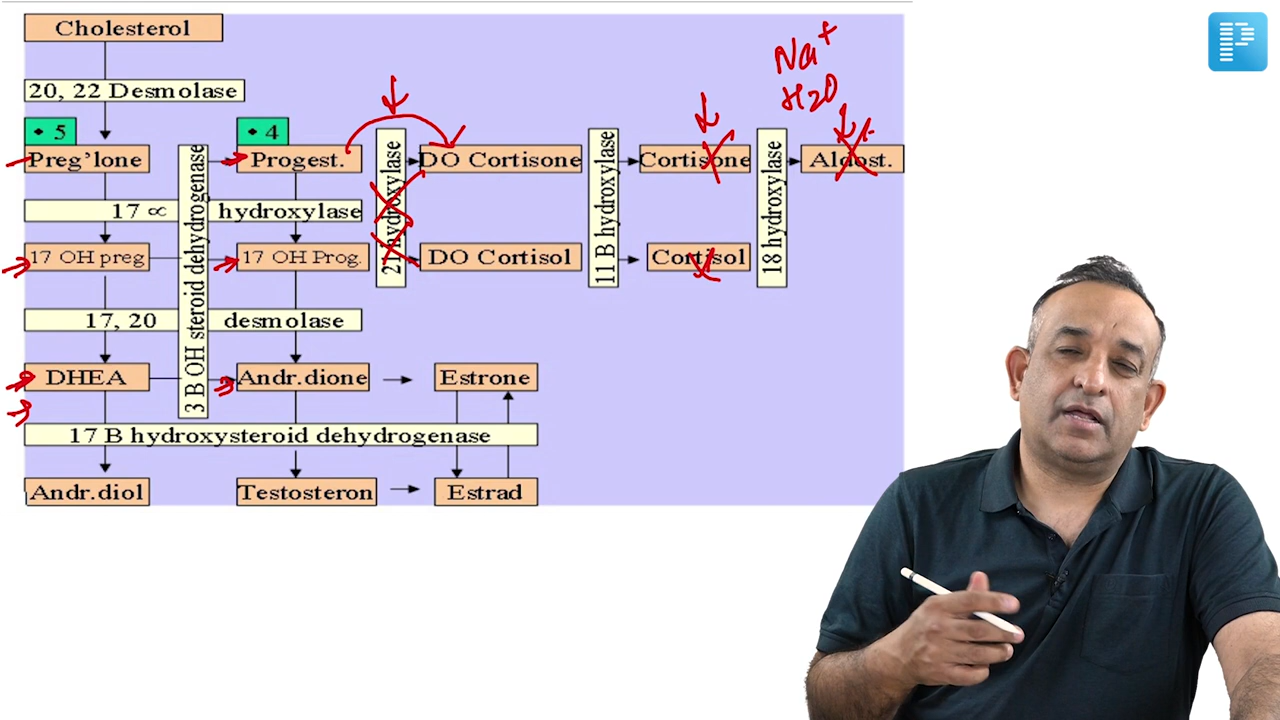 Cholesterol
20, 22 Desmolase
• 5
• 4
Preg'lone
Progest.
DO Cortisone
Cortisone
Aldost.
17 ∝ hydroxylase
17 OH preg
17 OH Prog.
DO Cortisol
Cortisol
17, 20 desmolase
DHEA
Andr.dione
Estrone
17 B hydroxysteroid dehydrogenase
Andr.diol
Testosteron
Estrad
3 B OH steroid dehydrogenase
21 hydroxylase
11 B hydroxylase
18 hydroxylase
Na+
H2O
P